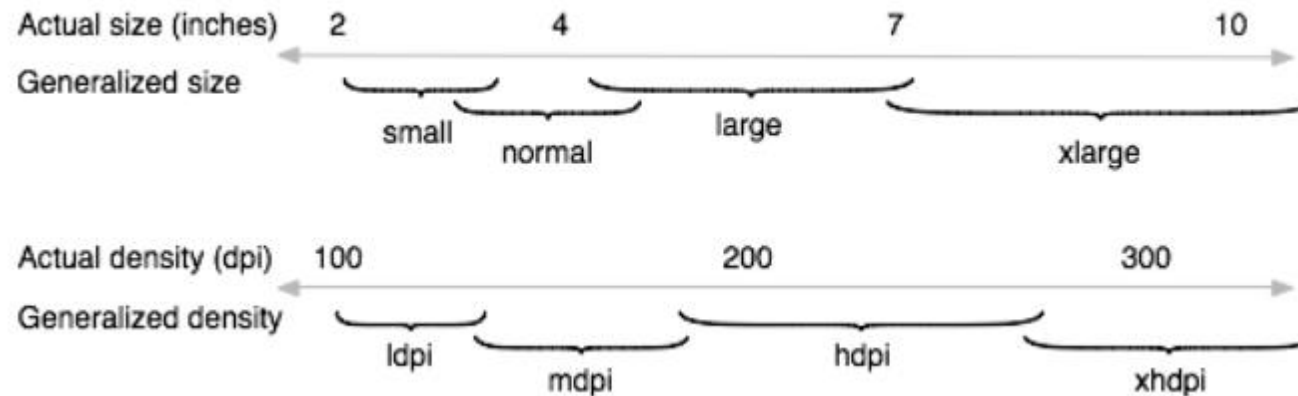 Actual size (inches) 2 4 7 10
Generalized size
small
large
normal
xlarge
Actual density (dpi) 100 200 300
Generalized density
ldpi
hdpi
mdpi
xhdpi